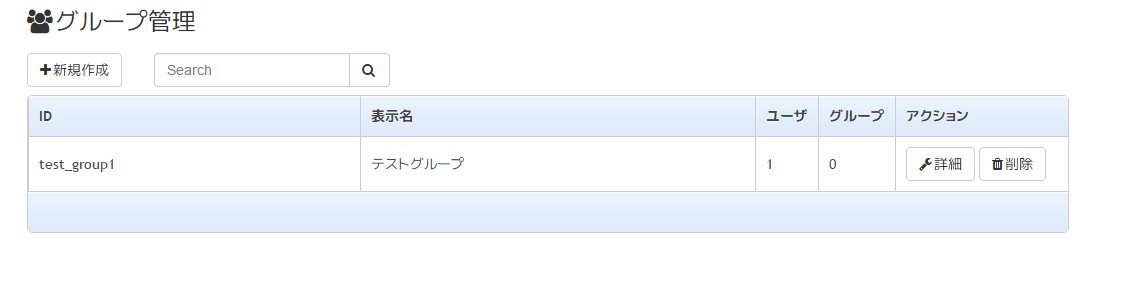 グループ管理
新規作成 Search
ID 表示名 ユーザ グループ アクション
test_group1 テストグループ 1 0 詳細 削除